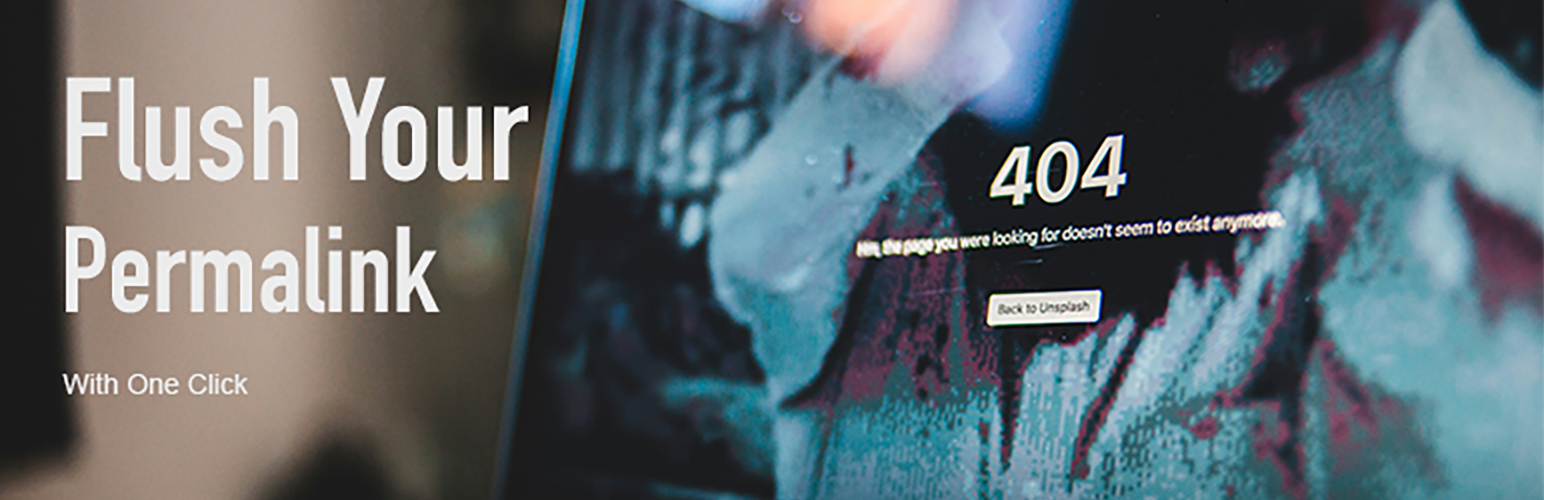 Flush Your
Permalink
With One Click
404
Hm, the page you were looking for doesn't seem to exist anymore.
Back to Unsplash